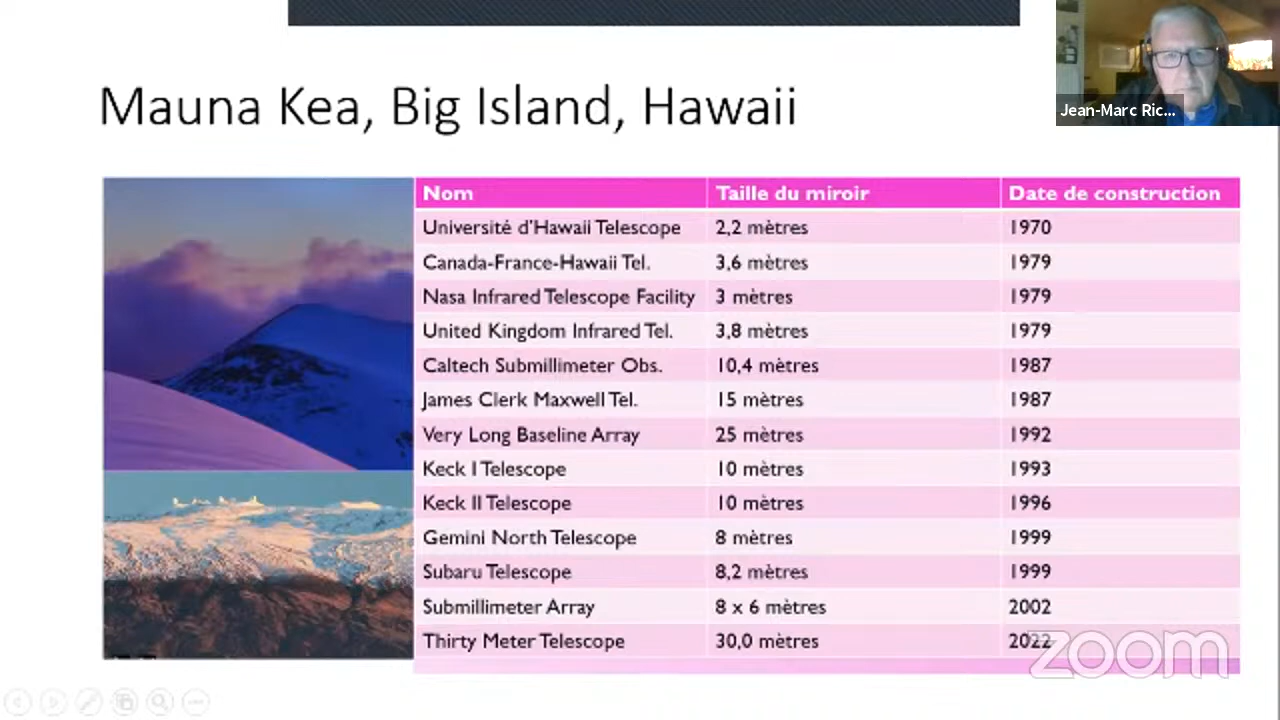 Mauna Kea, Big Island, Hawaii
Jean-Marc Ric...
Nom Taille du miroir Date de construction
Université d'Hawaii Telescope 2,2 mètres 1970
Canada-France-Hawaii Tel. 3,6 mètres 1979
Nasa Infrared Telescope Facility 3 mètres 1979
United Kingdom Infrared Tel. 3,8 mètres 1979
Caltech Submillimeter Obs. 10,4 mètres 1987
James Clerk Maxwell Tel. 15 mètres 1987
Very Long Baseline Array 25 mètres 1992
Keck I Telescope 10 mètres 1993
Keck II Telescope 10 mètres 1996
Gemini North Telescope 8 mètres 1999
Subaru Telescope 8,2 mètres 1999
Submillimeter Array 8 x 6 mètres 2002
Thirty Meter Telescope 30,0 mètres 2022
zoom